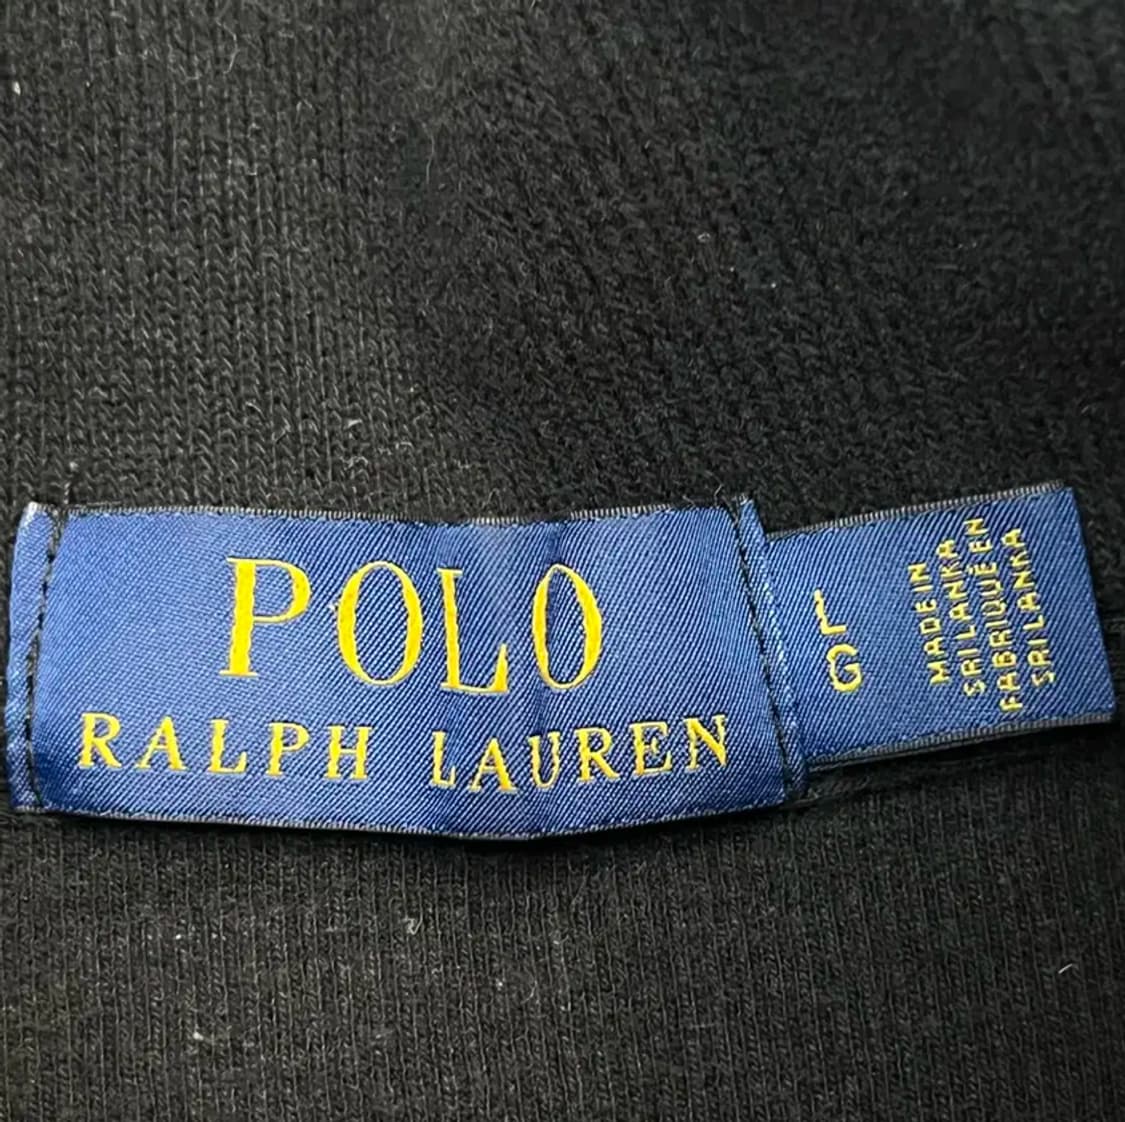 POLO
RALPH LAUREN
G L
MADE IN
SRI LANKA
FABRIQUÉ EN
SRI LANKA